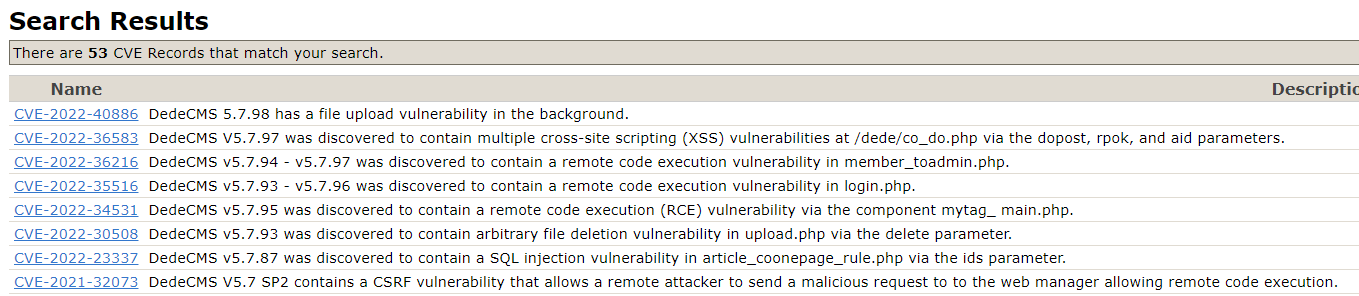 Search Results
There are 53 CVE Records that match your search.
Name Descriptio
CVE-2022-40886 DedeCMS 5.7.98 has a file upload vulnerability in the background.
CVE-2022-36583 DedeCMS V5.7.97 was discovered to contain multiple cross-site scripting (XSS) vulnerabilities at /dede/co_do.php via the dopost, rpok, and aid parameters.
CVE-2022-36216 DedeCMS v5.7.94 - v5.7.97 was discovered to contain a remote code execution vulnerability in member_toadmin.php.
CVE-2022-35516 DedeCMS v5.7.93 - v5.7.96 was discovered to contain a remote code execution vulnerability in login.php.
CVE-2022-34531 DedeCMS v5.7.95 was discovered to contain a remote code execution (RCE) vulnerability via the component mytag_ main.php.
CVE-2022-30508 DedeCMS v5.7.93 was discovered to contain arbitrary file deletion vulnerability in upload.php via the delete parameter.
CVE-2022-23337 DedeCMS v5.7.87 was discovered to contain a SQL injection vulnerability in article_coonepage_rule.php via the ids parameter.
CVE-2021-32073 DedeCMS V5.7 SP2 contains a CSRF vulnerability that allows a remote attacker to send a malicious request to to the web manager allowing remote code execution.